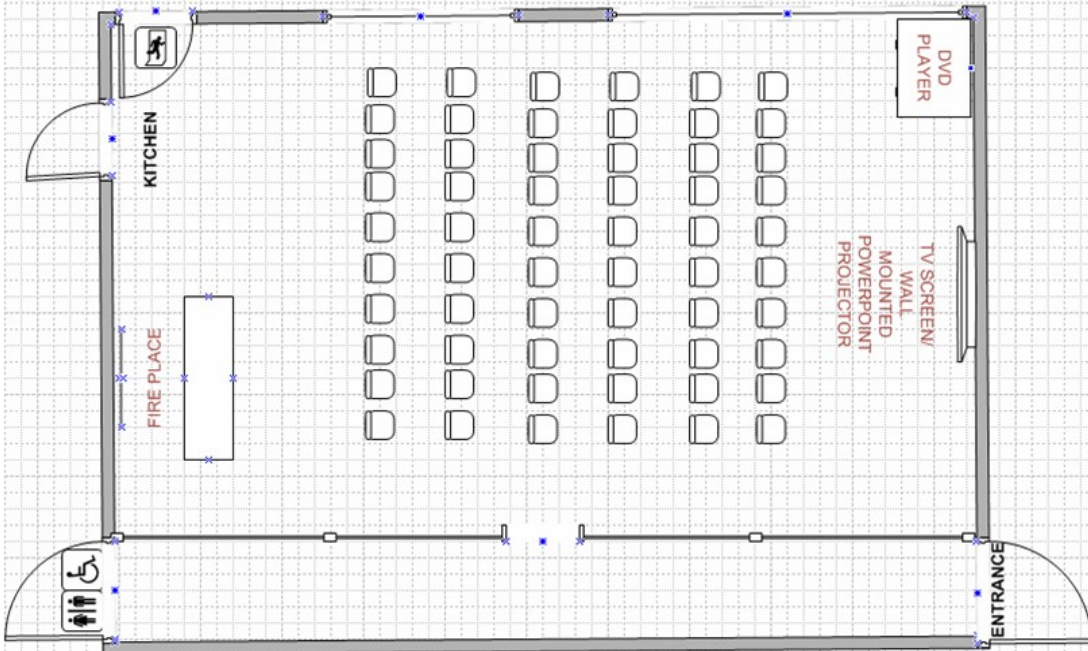 DVD
PLAYER
KITCHEN
TV SCREEN/
WALL
MOUNTED
POWERPOINT
PROJECTOR
FIRE PLACE
ENTRANCE